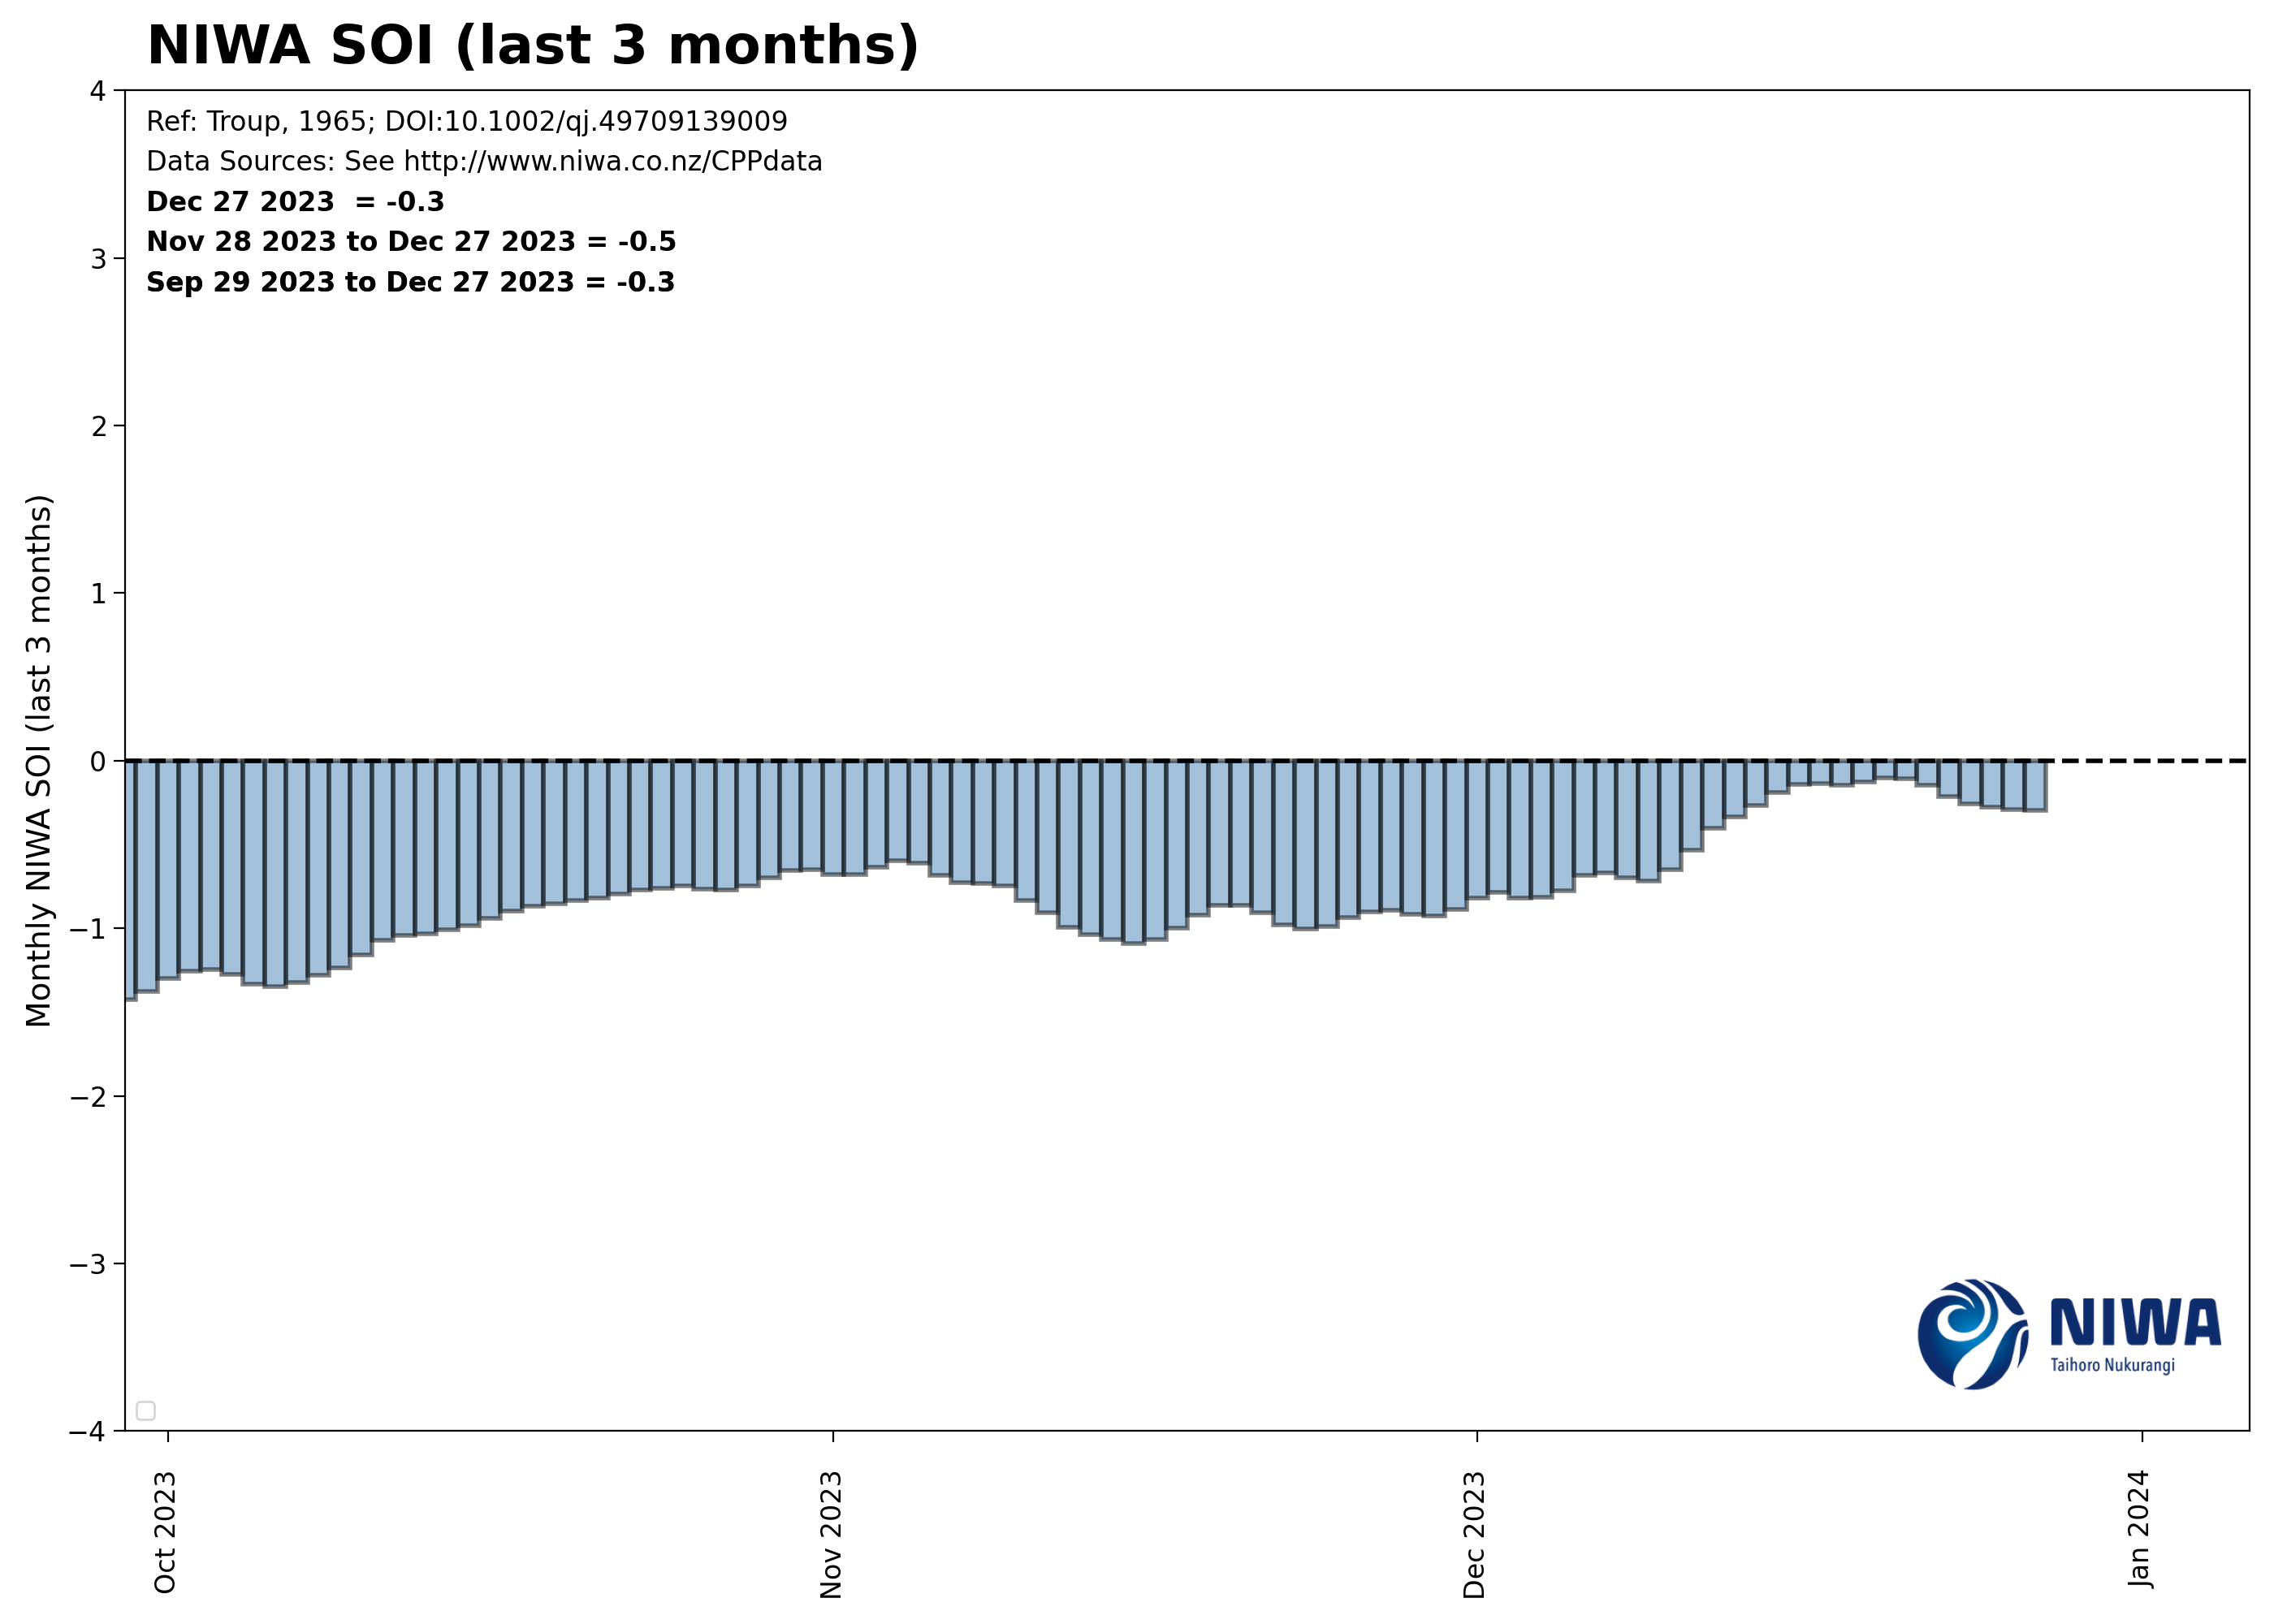 NIWA SOI (last 3 months)
Ref: Troup, 1965; DOI:10.1002/qj.49709139009
Data Sources: See http://www.niwa.co.nz/CPPdata
Dec 27 2023  = -0.3
Nov 28 2023 to Dec 27 2023 = -0.5
Sep 29 2023 to Dec 27 2023 = -0.3
Monthly NIWA SOI (last 3 months)
4
3
2
1
0
−1
−2
−3
−4
Oct 2023
Nov 2023
Dec 2023
Jan 2024
NIWA
Taihoro Nukurangi